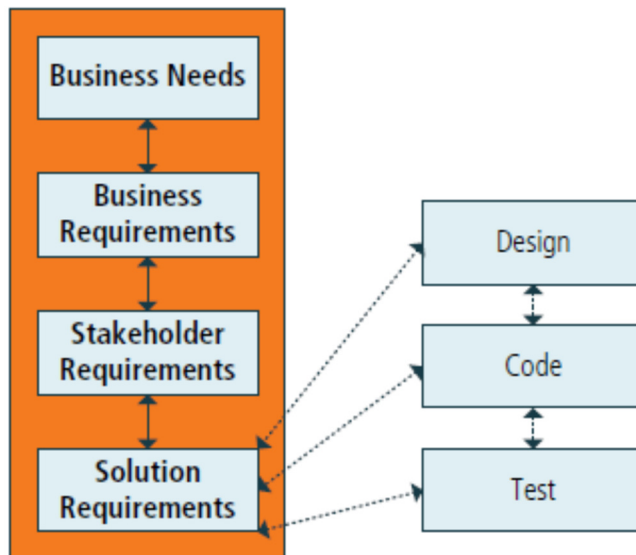 Business Needs
Business
Requirements
Stakeholder
Requirements
Solution
Requirements
Design
Code
Test